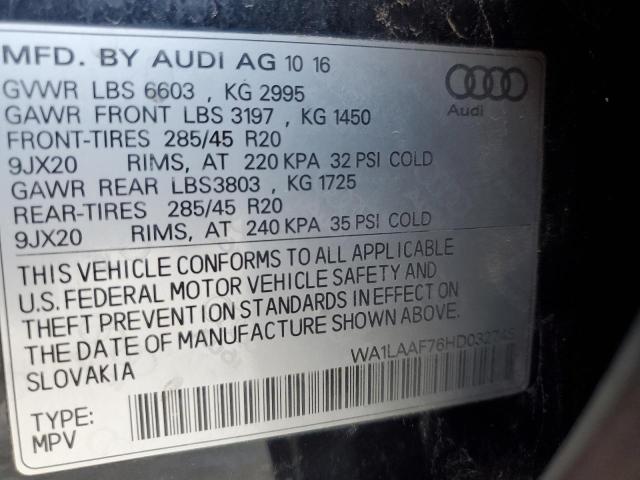 MFD. BY AUDI AG 10 16
GVWR LBS 6603 , KG 2995
GAWR FRONT LBS 3197 , KG 1450
FRONT-TIRES 285/45 R20
9JX20 RIMS, AT 220 KPA 32 PSI COLD
GAWR REAR LBS3803 , KG 1725
REAR-TIRES 285/45 R20
9JX20 RIMS, AT 240 KPA 35 PSI COLD
Audi
THIS VEHICLE CONFORMS TO ALL APPLICABLE
U.S. FEDERAL MOTOR VEHICLE SAFETY AND
THEFT PREVENTION STANDARDS IN EFFECT ON
THE DATE OF MANUFACTURE SHOWN ABOVE.
SLOVAKIA
TYPE:
MPV